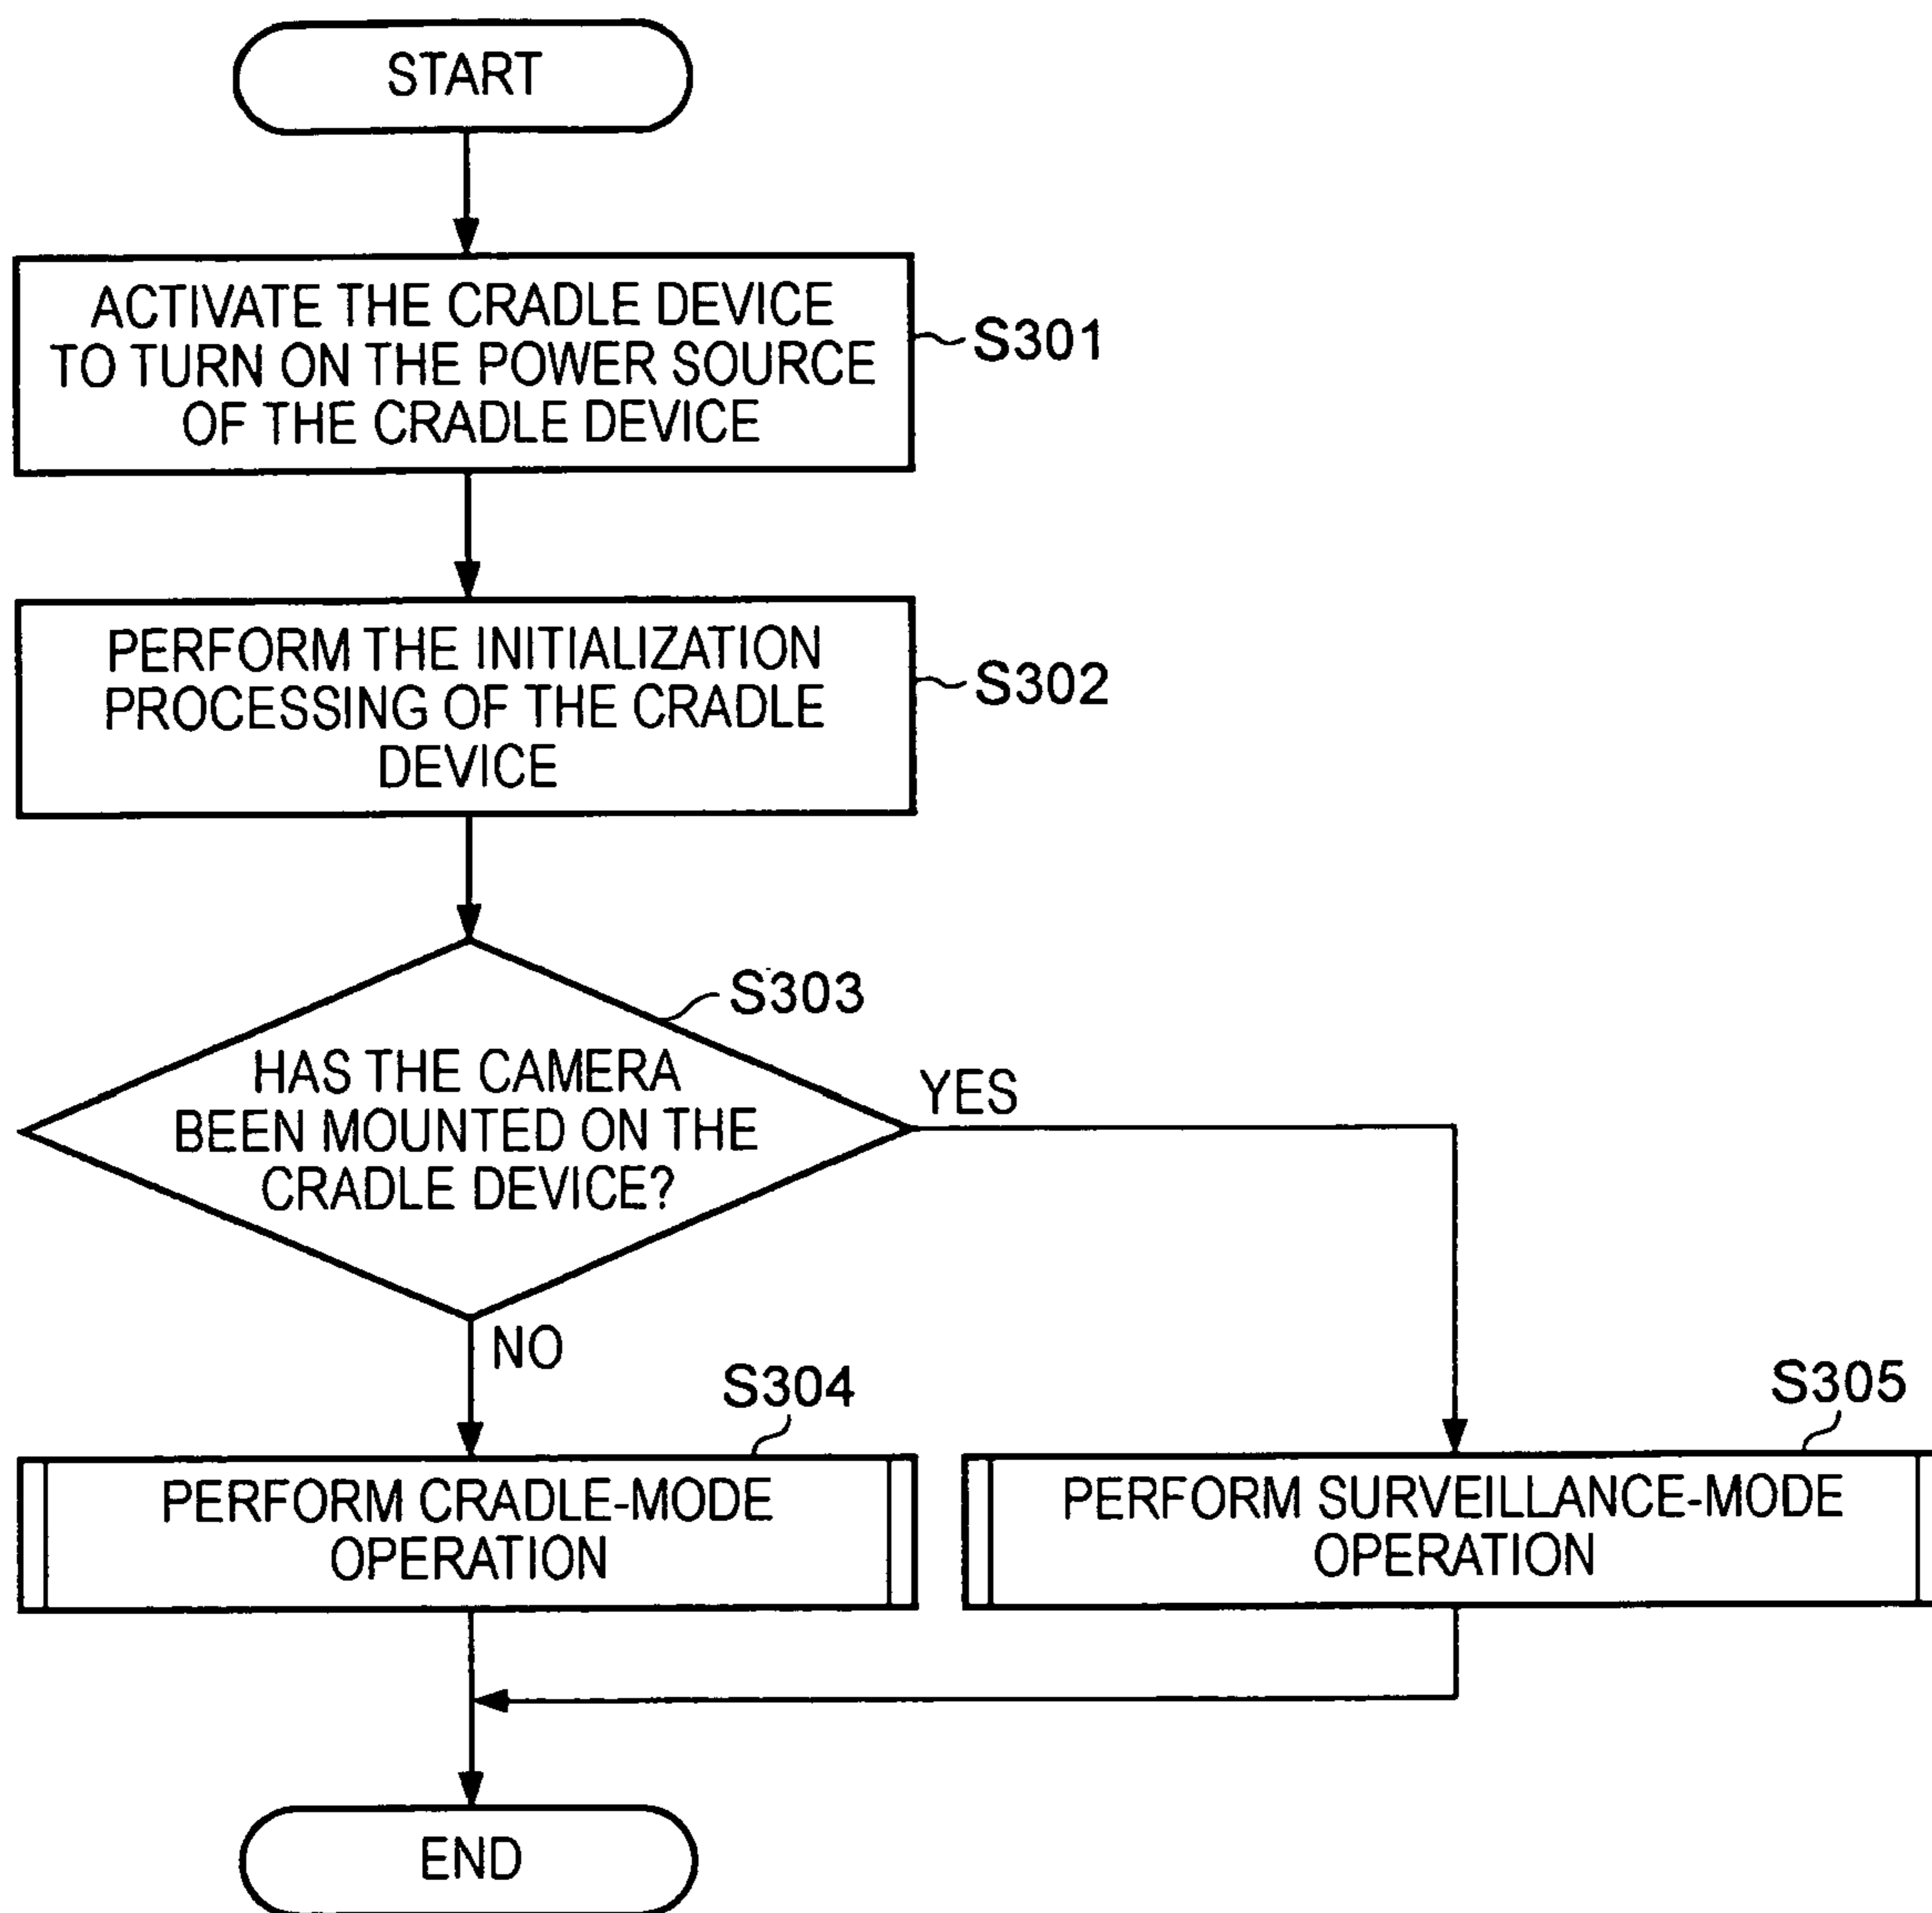 START
ACTIVATE THE CRADLE DEVICE
TO TURN ON THE POWER SOURCE
OF THE CRADLE DEVICE
S301
PERFORM THE INITIALIZATION
PROCESSING OF THE CRADLE
DEVICE
S302
S303
HAS THE CAMERA
BEEN MOUNTED ON THE
CRADLE DEVICE?
YES
NO
S304
PERFORM CRADLE-MODE
OPERATION
S305
PERFORM SURVEILLANCE-MODE
OPERATION
END